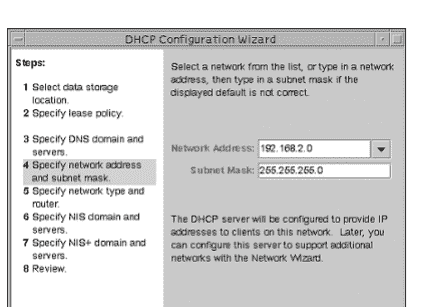 DHCP Configuration Wizard
Steps:
1 Select data storage
location.
2 Specify lease policy.
3 Specify DNS domain and
servers.
4 Specify network address
and subnet mask.
5 Specify network type and
router.
6 Specify NIS domain and
servers.
7 Specify NIS+ domain and
servers.
8 Review.
Select a network from the list, or type in a network
address, then type in a subnet mask if the
displayed default is not correct.
Network Address: 192.168.2.0
Subnet Mask: 255.255.255.0
The DHCP server will be configured to provide IP
addresses to clients on this network. Later, you
can configure this server to support additional
networks with the Network Wizard.